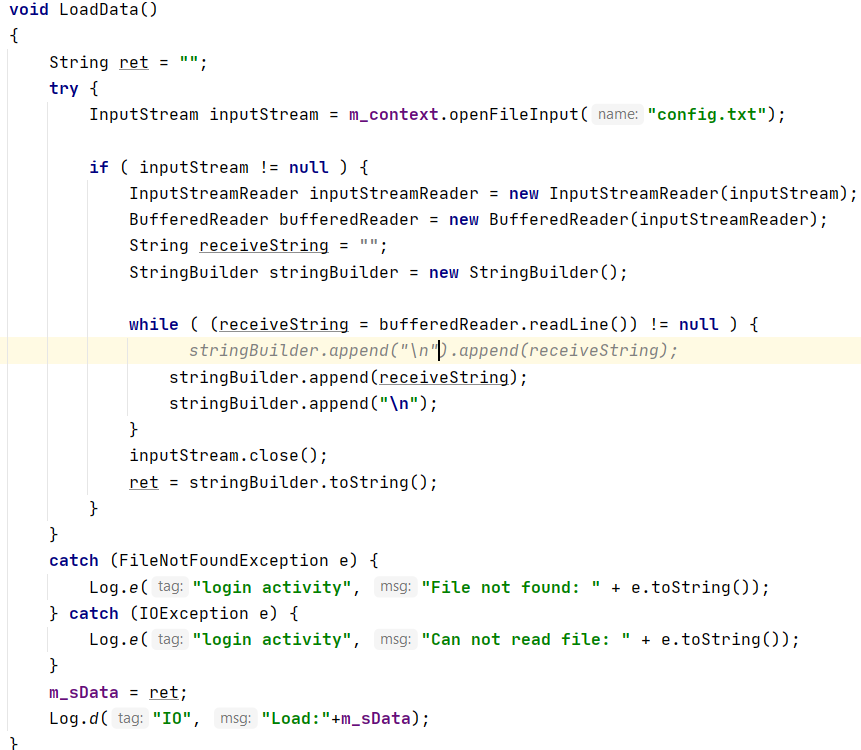 void LoadData()
{
    String ret = "";
    try {
        InputStream inputStream = m_context.openFileInput( name: "config.txt");

        if ( inputStream != null ) {
            InputStreamReader inputStreamReader = new InputStreamReader(inputStream);
            BufferedReader bufferedReader = new BufferedReader(inputStreamReader);
            String receiveString = "";
            StringBuilder stringBuilder = new StringBuilder();

            while ( (receiveString = bufferedReader.readLine()) != null ) {
                  stringBuilder.append("\n").append(receiveString);
                stringBuilder.append(receiveString);
                stringBuilder.append("\n");
            }
            inputStream.close();
            ret = stringBuilder.toString();
        }
    }
    catch (FileNotFoundException e) {
        Log.e( tag: "login activity", msg: "File not found: " + e.toString());
    } catch (IOException e) {
        Log.e( tag: "login activity", msg: "Can not read file: " + e.toString());
    }
    m_sData = ret;
    Log.d( tag: "IO", msg: "Load:"+m_sData);
}